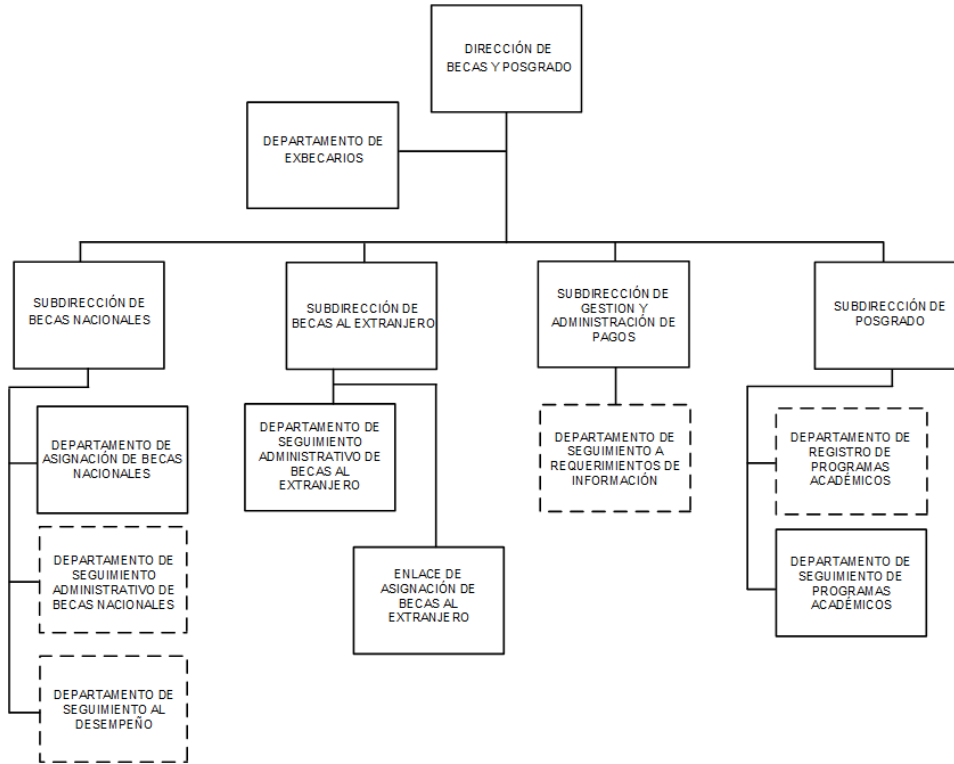 DIRECCIÓN DE
BECAS Y POSGRADO
DEPARTAMENTO DE
EXBECARIOS
SUBDIRECCIÓN DE
BECAS NACIONALES
SUBDIRECCIÓN DE
BECAS AL EXTRANJERO
SUBDIRECCIÓN DE
GESTION Y
ADMINISTRACIÓN DE
PAGOS
SUBDIRECCIÓN DE
POSGRADO
DEPARTAMENTO DE
ASIGNACIÓN DE BECAS
NACIONALES
DEPARTAMENTO DE
SEGUIMIENTO
ADMINISTRATIVO DE
BECAS AL
EXTRANJERO
DEPARTAMENTO DE
SEGUIMIENTO A
REQUERIMIENTOS DE
INFORMACIÓN
DEPARTAMENTO DE
REGISTRO DE
PROGRAMAS
ACADÉMICOS
DEPARTAMENTO DE
SEGUIMIENTO
ADMINISTRATIVO DE
BECAS NACIONALES
ENLACE DE
ASIGNACIÓN DE
BECAS AL
EXTRANJERO
DEPARTAMENTO DE
SEGUIMIENTO DE
PROGRAMAS
ACADÉMICOS
DEPARTAMENTO DE
SEGUIMIENTO AL
DESEMPEÑO